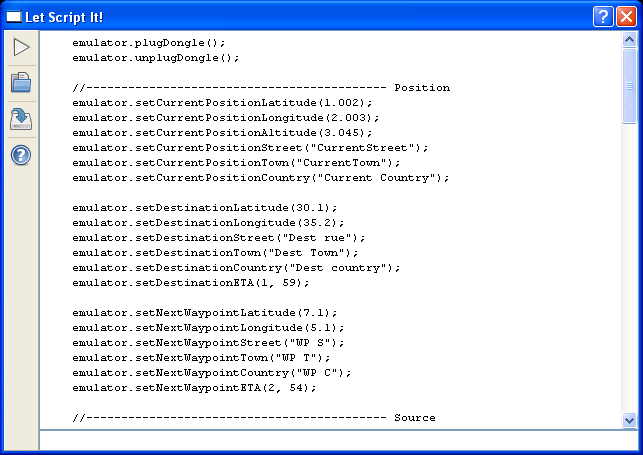 Let Script It!
emulator.plugDongle();
emulator.unplugDongle();
//------------------------------------------- Position
emulator.setCurrentPositionLatitude(1.002);
emulator.setCurrentPositionLongitude(2.003);
emulator.setCurrentPositionAltitude(3.045);
emulator.setCurrentPositionStreet("CurrentStreet");
emulator.setCurrentPositionTown("CurrentTown");
emulator.setCurrentPositionCountry("Current Country");
emulator.setDestinationLatitude(30.1);
emulator.setDestinationLongitude(35.2);
emulator.setDestinationStreet("Dest rue");
emulator.setDestinationTown("Dest Town");
emulator.setDestinationCountry("Dest country");
emulator.setDestinationETA(1, 59);
emulator.setNextWaypointLatitude(7.1);
emulator.setNextWaypointLongitude(5.1);
emulator.setNextWaypointStreet("WP S");
emulator.setNextWaypointTown("WP T");
emulator.setNextWaypointCountry("WP C");
emulator.setNextWaypointETA(2, 54);
//------------------------------------------- Source